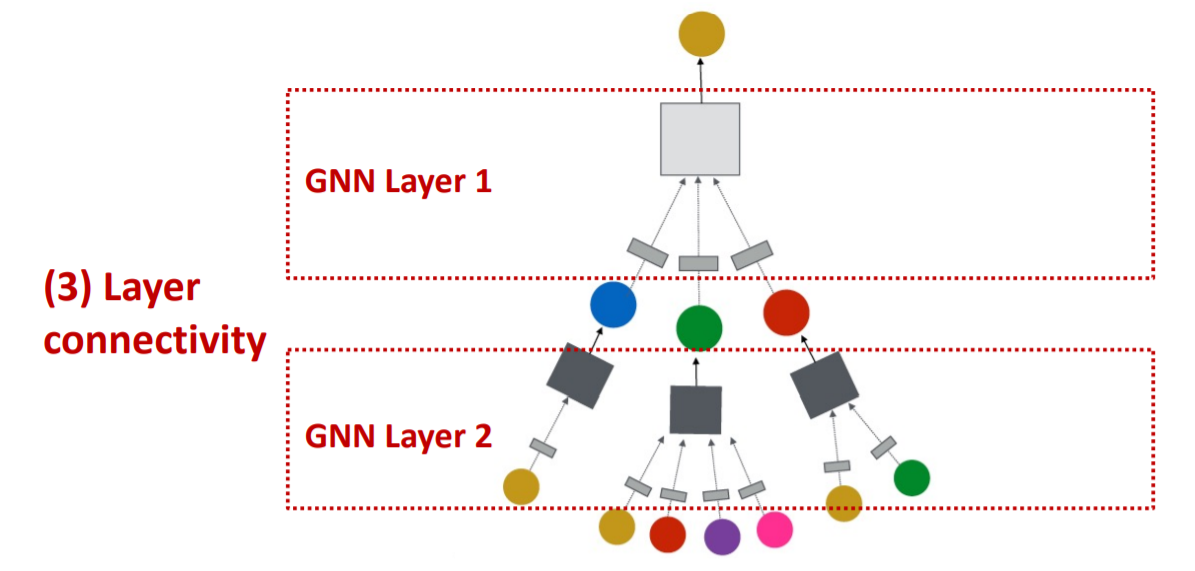 GNN Layer 1
(3) Layer
connectivity
GNN Layer 2